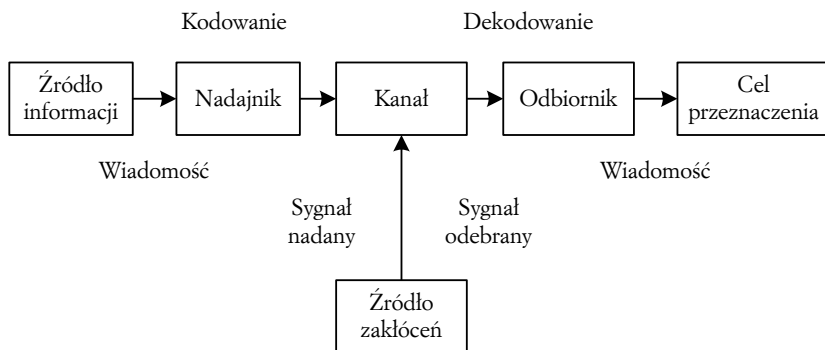 Kodowanie
Dekodowanie
Źródło
informacji
Nadajnik
Kanał
Odbiornik
Cel
przeznaczenia
Wiadomość
Wiadomość
Sygnał
nadany
Sygnał
odebrany
Źródło
zakłóceń